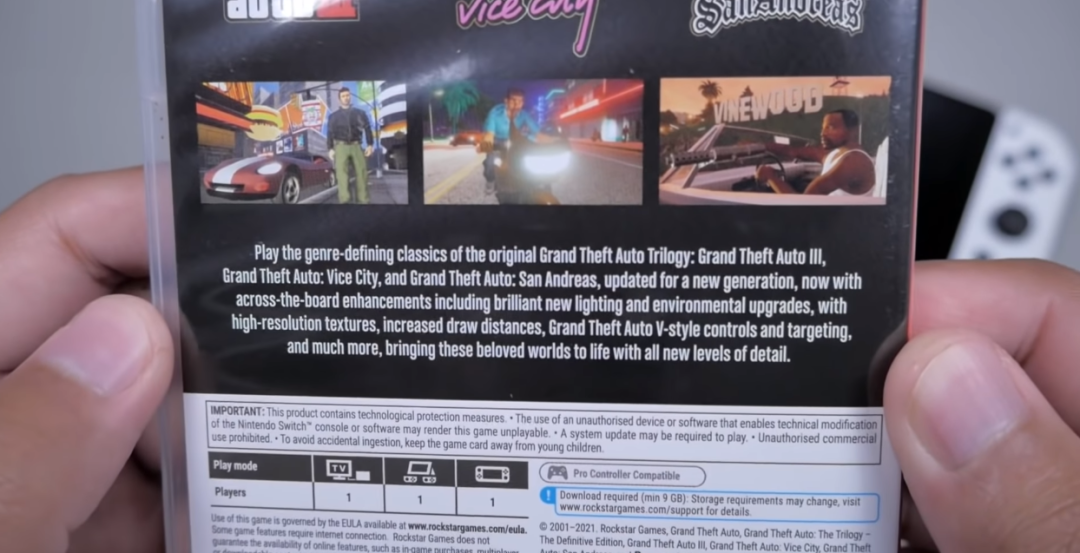 Vice City
San Andreas
VINEWOOD
Play the genre-defining classics of the original Grand Theft Auto Trilogy: Grand Theft Auto III,
Grand Theft Auto: Vice City, and Grand Theft Auto: San Andreas, updated for a new generation, now with
across-the-board enhancements including brilliant new lighting and environmental upgrades, with
high-resolution textures, increased draw distances, Grand Theft Auto V-style controls and targeting,
and much more, bringing these beloved worlds to life with all new levels of detail.
IMPORTANT: This product contains technological protection measures. • The use of an unauthorised device or software that enables technical modification
of the Nintendo Switch™ console or software may render this game unplayable. • A system update may be required to play. • Unauthorised commercial
use prohibited. • To avoid accidental ingestion, keep the game card away from young children.
Play mode TV
Players 1 1 1
Pro Controller Compatible
! Download required (min 9 GB): Storage requirements may change, visit
www.rockstargames.com/support for details.
Use of this game is governed by the EULA available at www.rockstargames.com/eula.
Some game features require internet connection. Rockstar Games does not
guarantee the availability of online features, such as in-game purchases, multiplayer
© 2001–2021. Rockstar Games, Grand Theft Auto, Grand Theft Auto: The Trilogy –
The Definitive Edition, Grand Theft Auto III, Grand Theft Auto: Vice City, Grand Theft